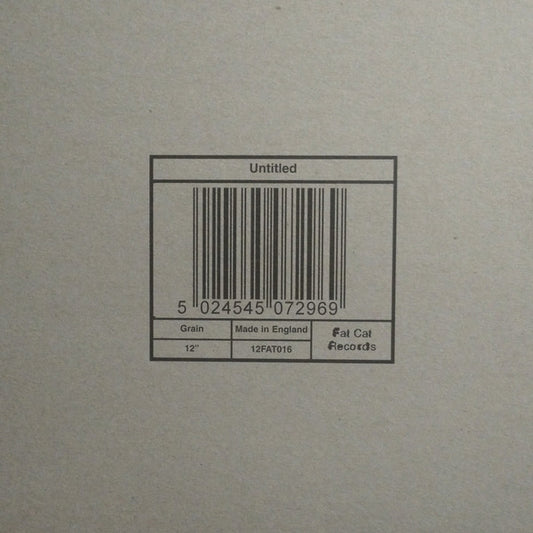 Untitled
5 024545 072969
Grain
Made in England
Fat Cat
Records
12"
12FAT016